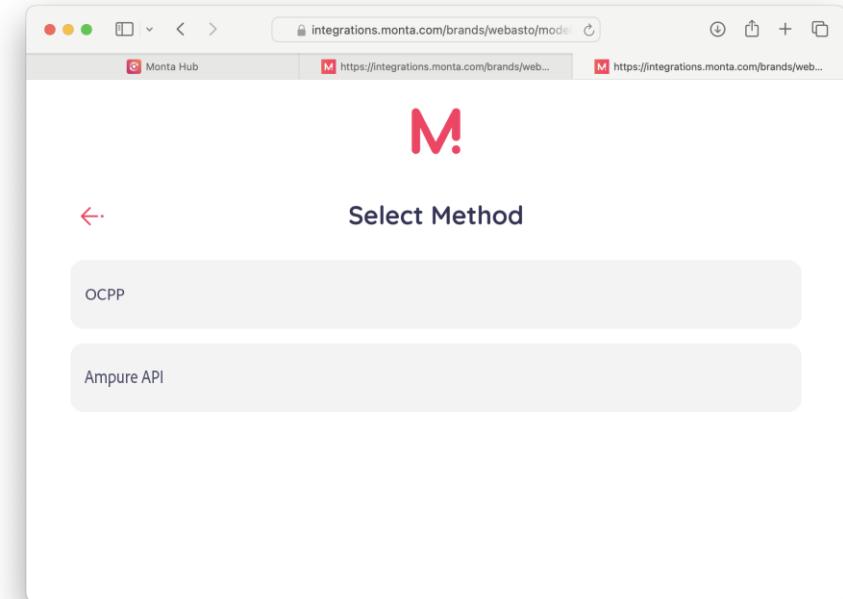 integrations.monta.com/brands/webasto/model
Monta Hub
https://integrations.monta.com/brands/web...
https://integrations.monta.com/brands/web...
Select Method
OCPP
Ampure API